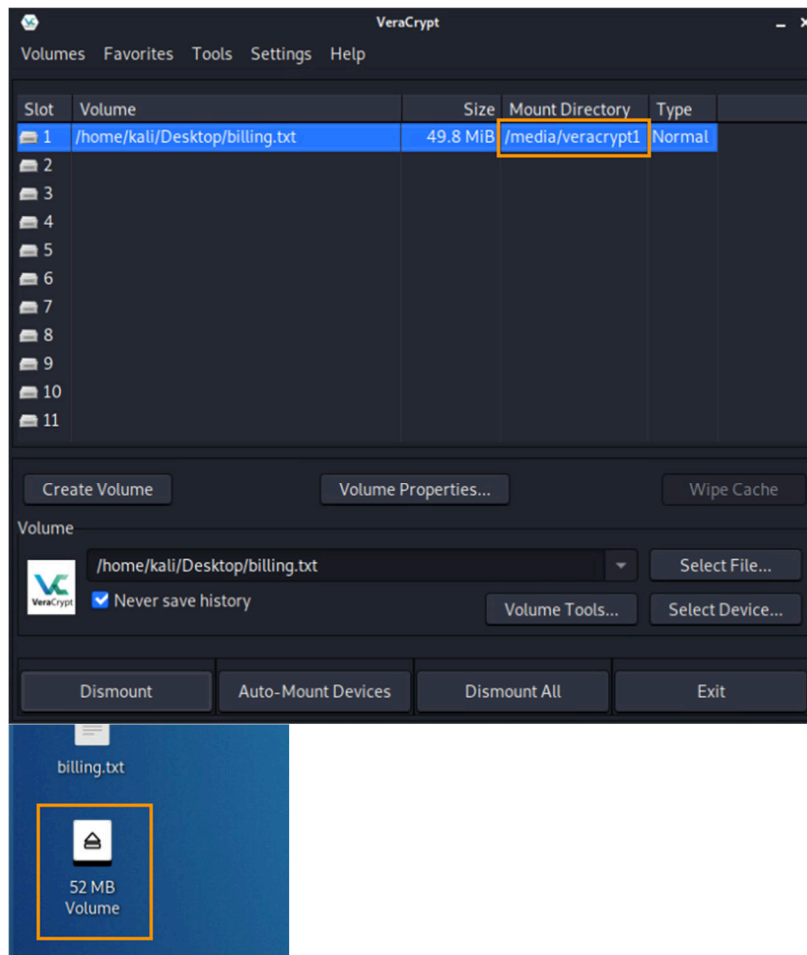 VeraCrypt
Volumes Favorites Tools Settings Help
Slot Volume Size Mount Directory Type
1 /home/kali/Desktop/billing.txt 49.8 MiB /media/veracrypt1 Normal
2
3
4
5
6
7
8
9
10
11
Create Volume Volume Properties... Wipe Cache
Volume
/home/kali/Desktop/billing.txt Select File...
VeraCrypt Never save history Volume Tools... Select Device...
Dismount Auto-Mount Devices Dismount All Exit
billing.txt
52 MB
Volume